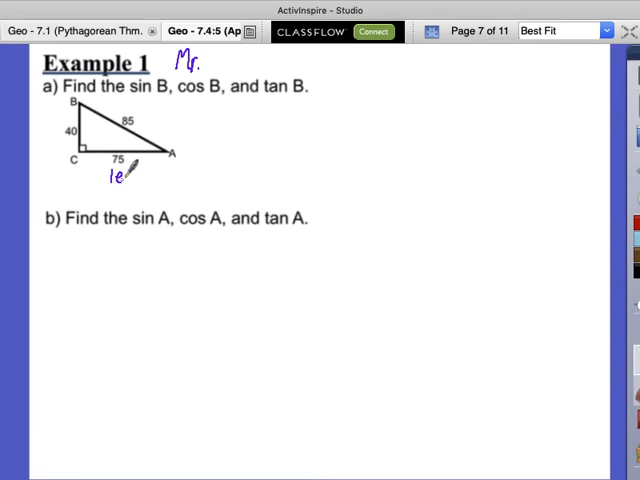 ActivInspire - Studio
Geo - 7.1 (Pythagorean Thm.
Geo - 7.4:5 (Ap
CLASSFLOW Connect
Page 7 of 11
Best Fit
Example 1 Mr.
a) Find the sin B, cos B, and tan B.
B
85
40
C 75 A
le
b) Find the sin A, cos A, and tan A.